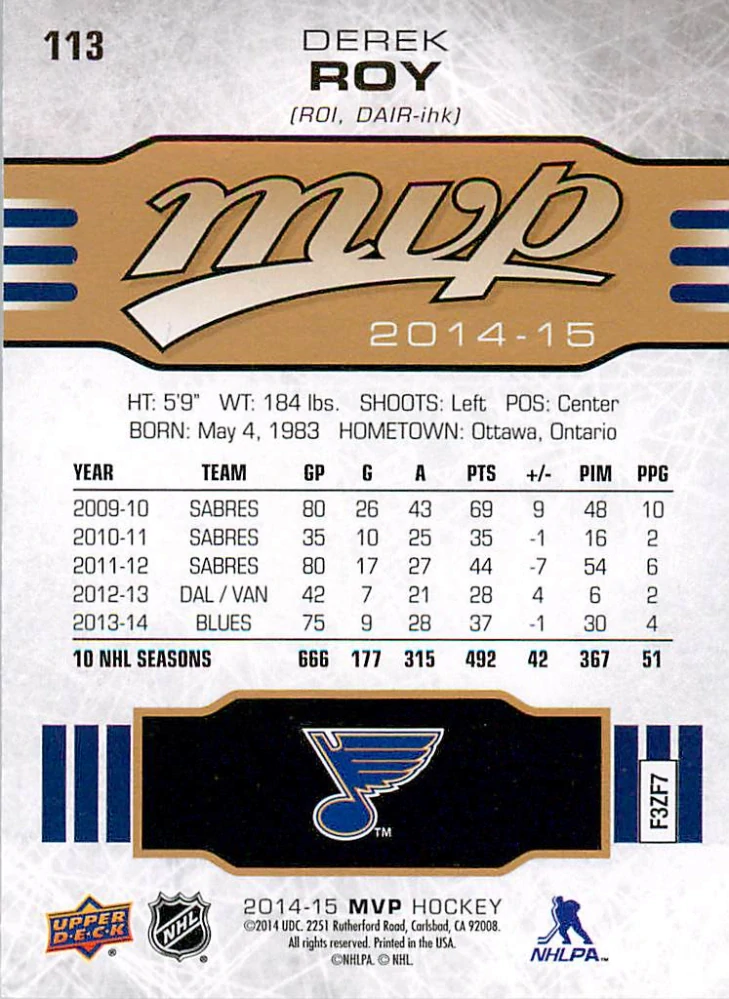 113
DEREK
ROY
(ROI, DAIR-ihk)
mvp
2014-15
HT: 5'9" WT: 184 lbs. SHOOTS: Left POS: Center
BORN: May 4, 1983 HOMETOWN: Ottawa, Ontario
YEAR TEAM GP G A PTS +/- PIM PPG
2009-10 SABRES 80 26 43 69 9 48 10
2010-11 SABRES 35 10 25 35 -1 16 2
2011-12 SABRES 80 17 27 44 -7 54 6
2012-13 DAL / VAN 42 7 21 28 4 6 2
2013-14 BLUES 75 9 28 37 -1 30 4
10 NHL SEASONS 666 177 315 492 42 367 51
TM
F3ZF7
UPPER
D·E·C·K
®
NHL
®
2014-15 MVP HOCKEY
©2014 UDC. 2251 Rutherford Road, Carlsbad, CA 92008.
All rights reserved. Printed in the USA.
©NHLPA. © NHL.
NHLPA™